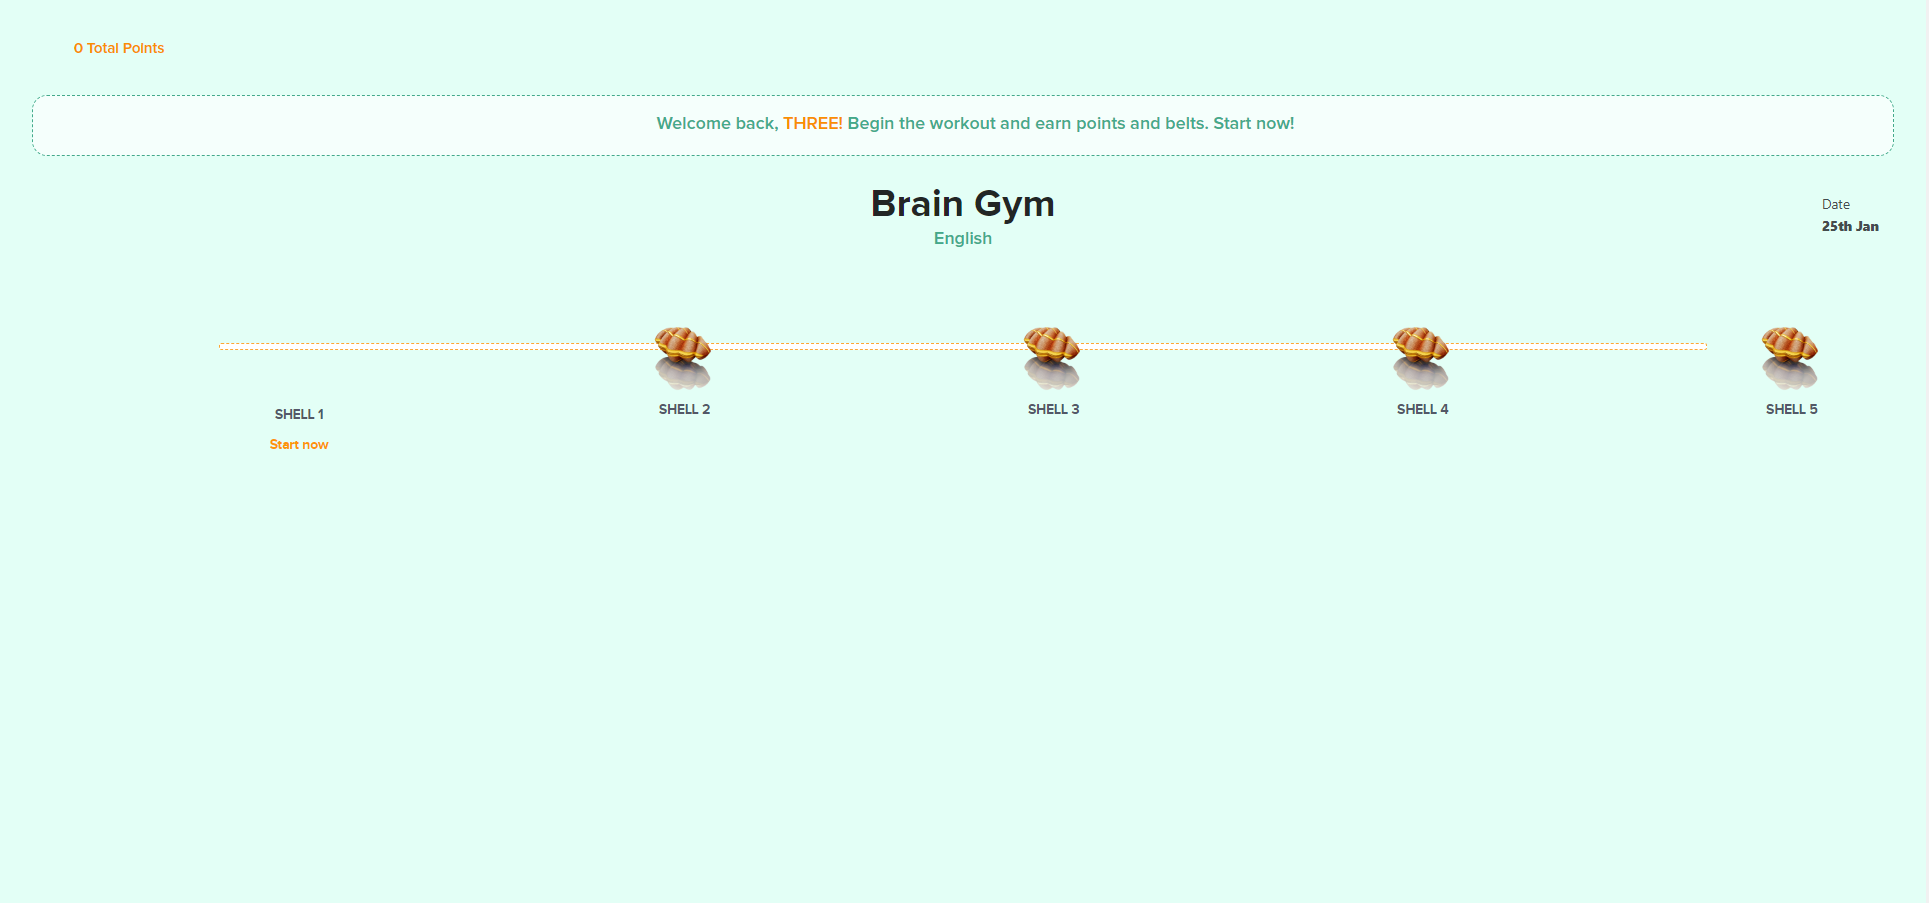 0 Total Points
Welcome back, THREE! Begin the workout and earn points and belts. Start now!
Brain Gym
English
Date
25th Jan
SHELL 1
Start now
SHELL 2
SHELL 3
SHELL 4
SHELL 5